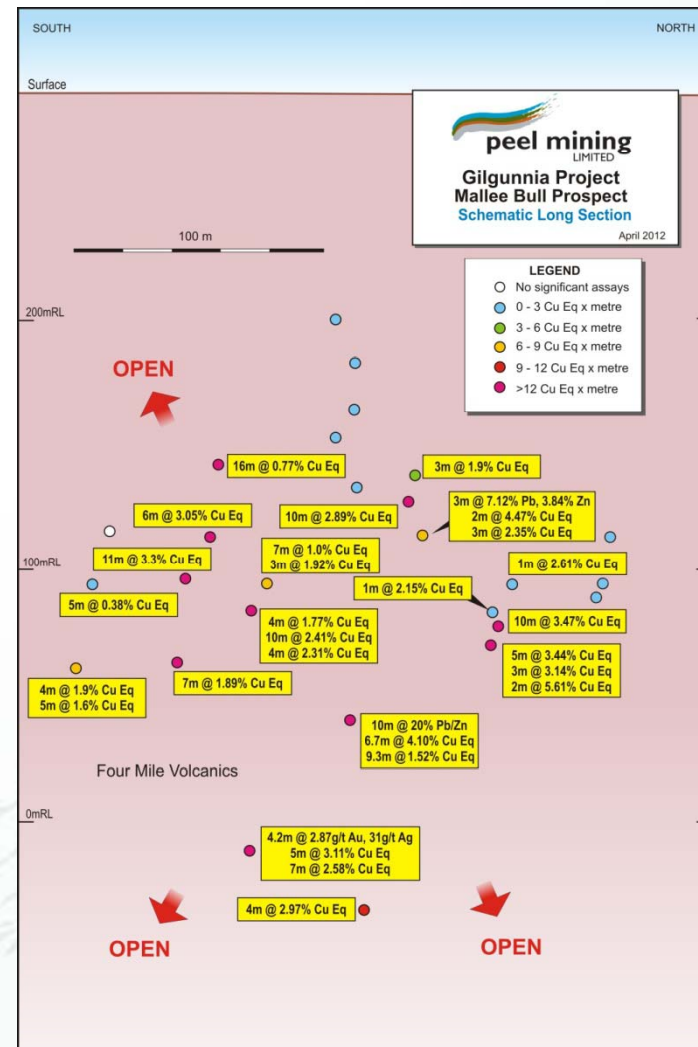 SOUTH
NORTH
Surface
peel mining
LIMITED
Gilgunnia Project
Mallee Bull Prospect
Schematic Long Section
April 2012
100 m
LEGEND
No significant assays
0 - 3 Cu Eq x metre
3 - 6 Cu Eq x metre
6 - 9 Cu Eq x metre
9 - 12 Cu Eq x metre
>12 Cu Eq x metre
200mRL
OPEN
16m @ 0.77% Cu Eq
3m @ 1.9% Cu Eq
6m @ 3.05% Cu Eq
10m @ 2.89% Cu Eq
3m @ 7.12% Pb, 3.84% Zn
2m @ 4.47% Cu Eq
3m @ 2.35% Cu Eq
11m @ 3.3% Cu Eq
7m @ 1.0% Cu Eq
3m @ 1.92% Cu Eq
1m @ 2.61% Cu Eq
100mRL
1m @ 2.15% Cu Eq
5m @ 0.38% Cu Eq
4m @ 1.77% Cu Eq
10m @ 2.41% Cu Eq
4m @ 2.31% Cu Eq
10m @ 3.47% Cu Eq
5m @ 3.44% Cu Eq
3m @ 3.14% Cu Eq
2m @ 5.61% Cu Eq
7m @ 1.89% Cu Eq
4m @ 1.9% Cu Eq
5m @ 1.6% Cu Eq
10m @ 20% Pb/Zn
6.7m @ 4.10% Cu Eq
9.3m @ 1.52% Cu Eq
Four Mile Volcanics
0mRL
4.2m @ 2.87g/t Au, 31g/t Ag
5m @ 3.11% Cu Eq
7m @ 2.58% Cu Eq
4m @ 2.97% Cu Eq
OPEN
OPEN